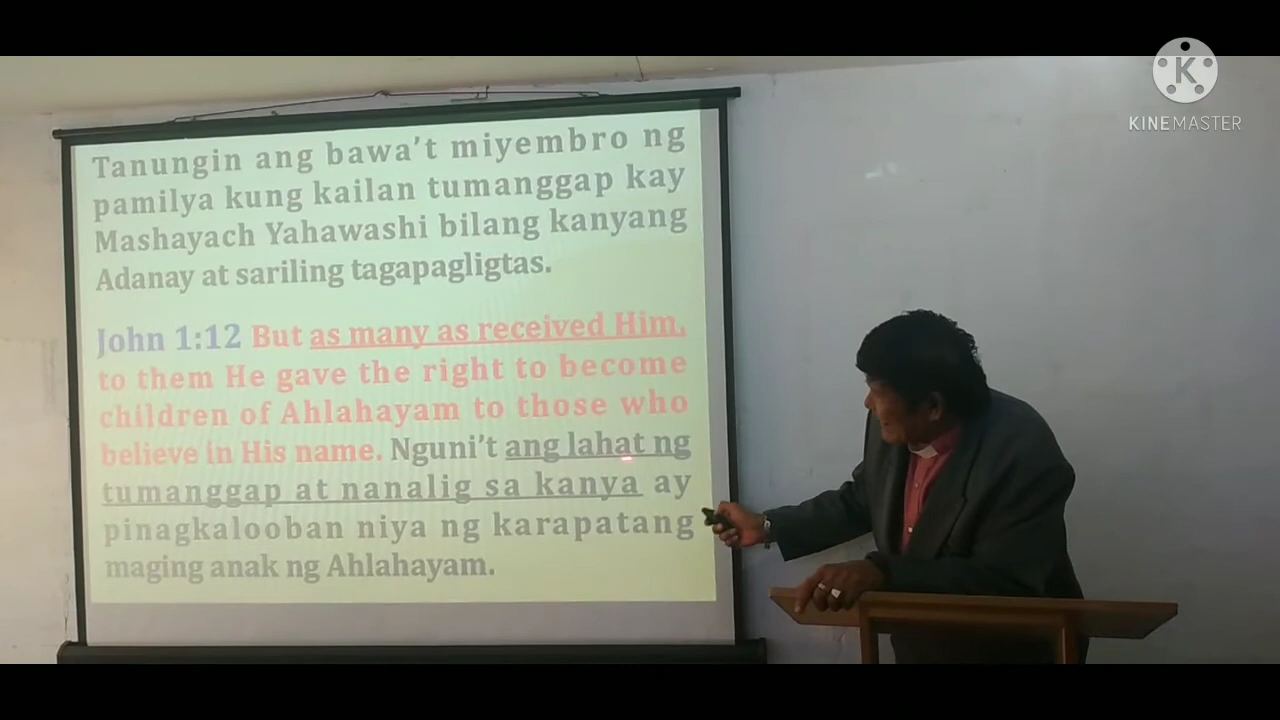 Tanungin ang bawa't miyembro ng
pamilya kung kailan tumanggap kay
Mashayach Yahawashi bilang kanyang
Adanay at sariling tagapagligtas.
John 1:12 But as many as received Him,
to them He gave the right to become
children of Ahlahayam to those who
believe in His name. Nguni't ang lahat ng
tumanggap at nanalig sa kanya ay
pinagkalooban niya ng karapatang
maging anak ng Ahlahayam.
K
KINEMASTER